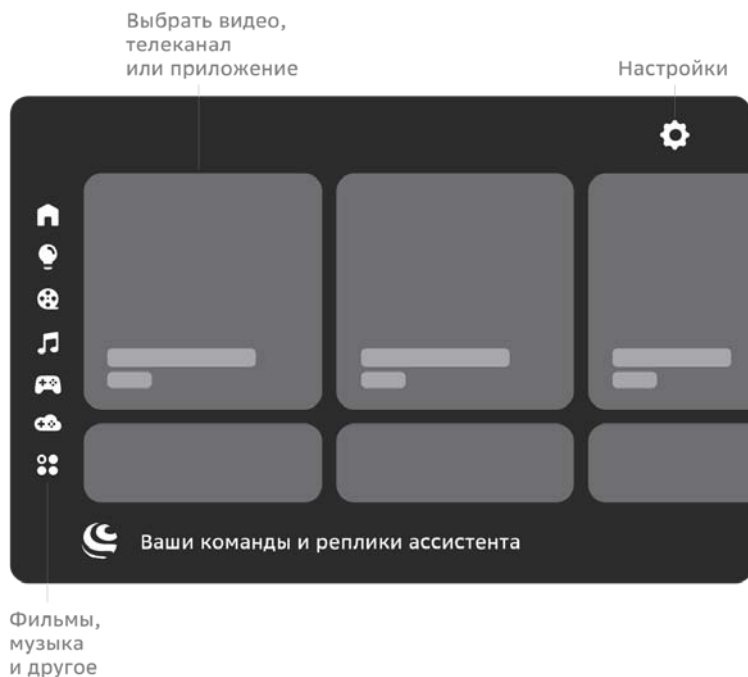 Выбрать видео,
телеканал
или приложение
Настройки
Ваши команды и реплики ассистента
Фильмы,
музыка
и другое